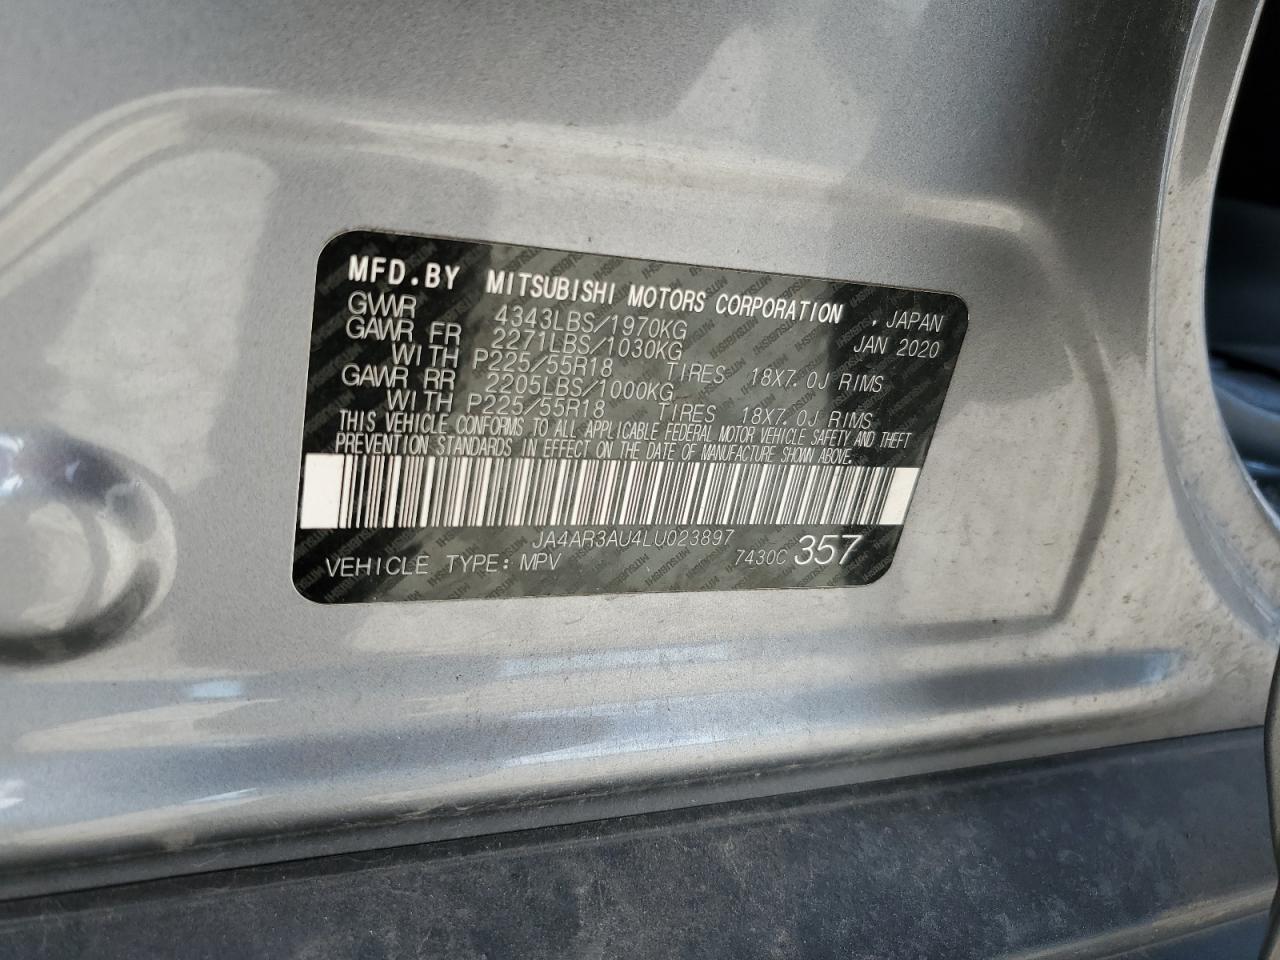 MFD.BY MITSUBISHI MOTORS CORPORATION , JAPAN
GVWR 4343LBS/1970KG JAN 2020
GAWR FR 2271LBS/1030KG
WITH P225/55R18 TIRES 18X7.0J RIMS
GAWR RR 2205LBS/1000KG
WITH P225/55R18 TIRES 18X7.0J RIMS
THIS VEHICLE CONFORMS TO ALL APPLICABLE FEDERAL MOTOR VEHICLE SAFETY AND THEFT
PREVENTION STANDARDS IN EFFECT ON THE DATE OF MANUFACTURE SHOWN ABOVE.
JA4AR3AU4LU023897
VEHICLE TYPE: MPV 7430C 357